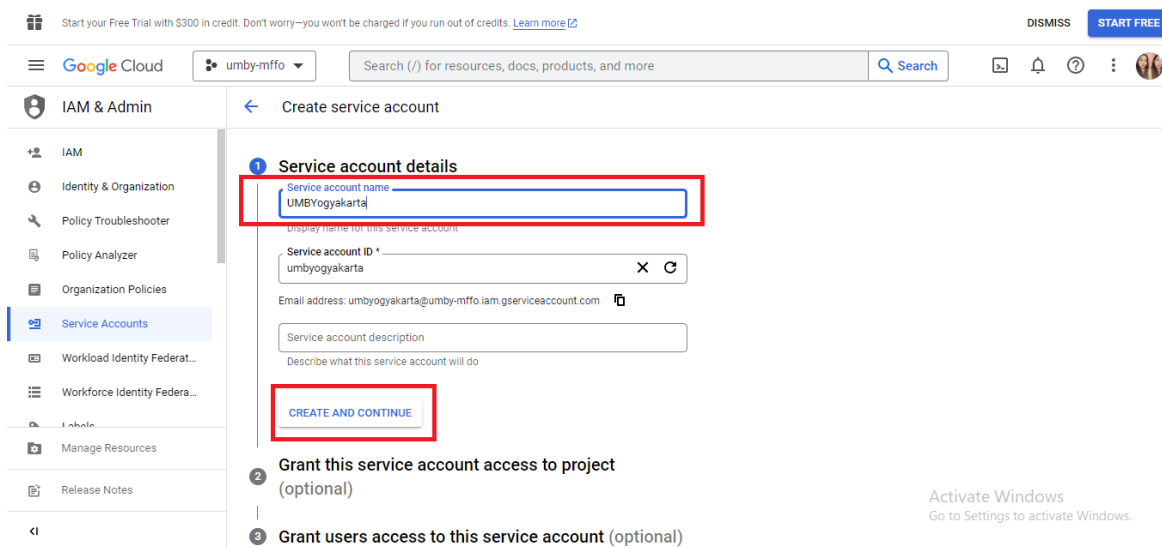 Start your Free Trial with $300 in credit. Don't worry—you won't be charged if you run out of credits. Learn more
DISMISS
START FREE
Google Cloud
umby-mffo
Search (/) for resources, docs, products, and more
Search
IAM & Admin
Create service account
IAM
Identity & Organization
Policy Troubleshooter
Policy Analyzer
Organization Policies
Service Accounts
Workload Identity Federat...
Workforce Identity Federa...
Labels
Manage Resources
Release Notes
1 Service account details
Service account name
UMBYogyakarta
Display name for this service account
Service account ID *
umbyogyakarta
Email address: umbyogyakarta@umby-mffo.iam.gserviceaccount.com
Service account description
Describe what this service account will do
CREATE AND CONTINUE
2 Grant this service account access to project
(optional)
3 Grant users access to this service account (optional)
Activate Windows
Go to Settings to activate Windows.